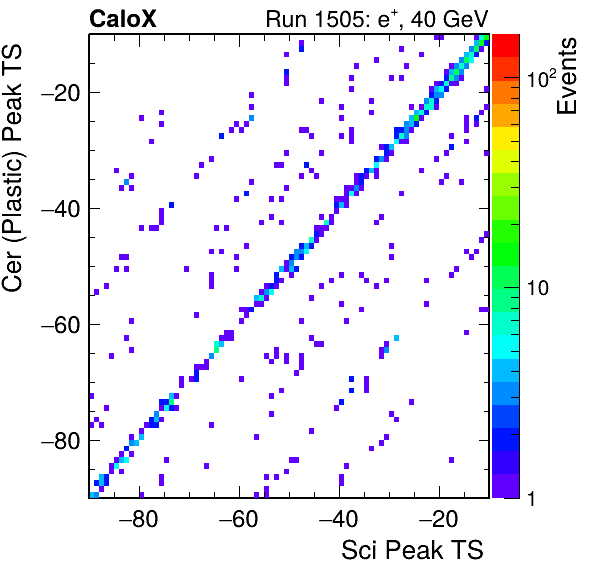 CaloX Run 1505: e⁺, 40 GeV
Cer (Plastic) Peak TS
−20
−40
−60
−80
−80 −60 −40 −20
Sci Peak TS
Events
10²
10
1